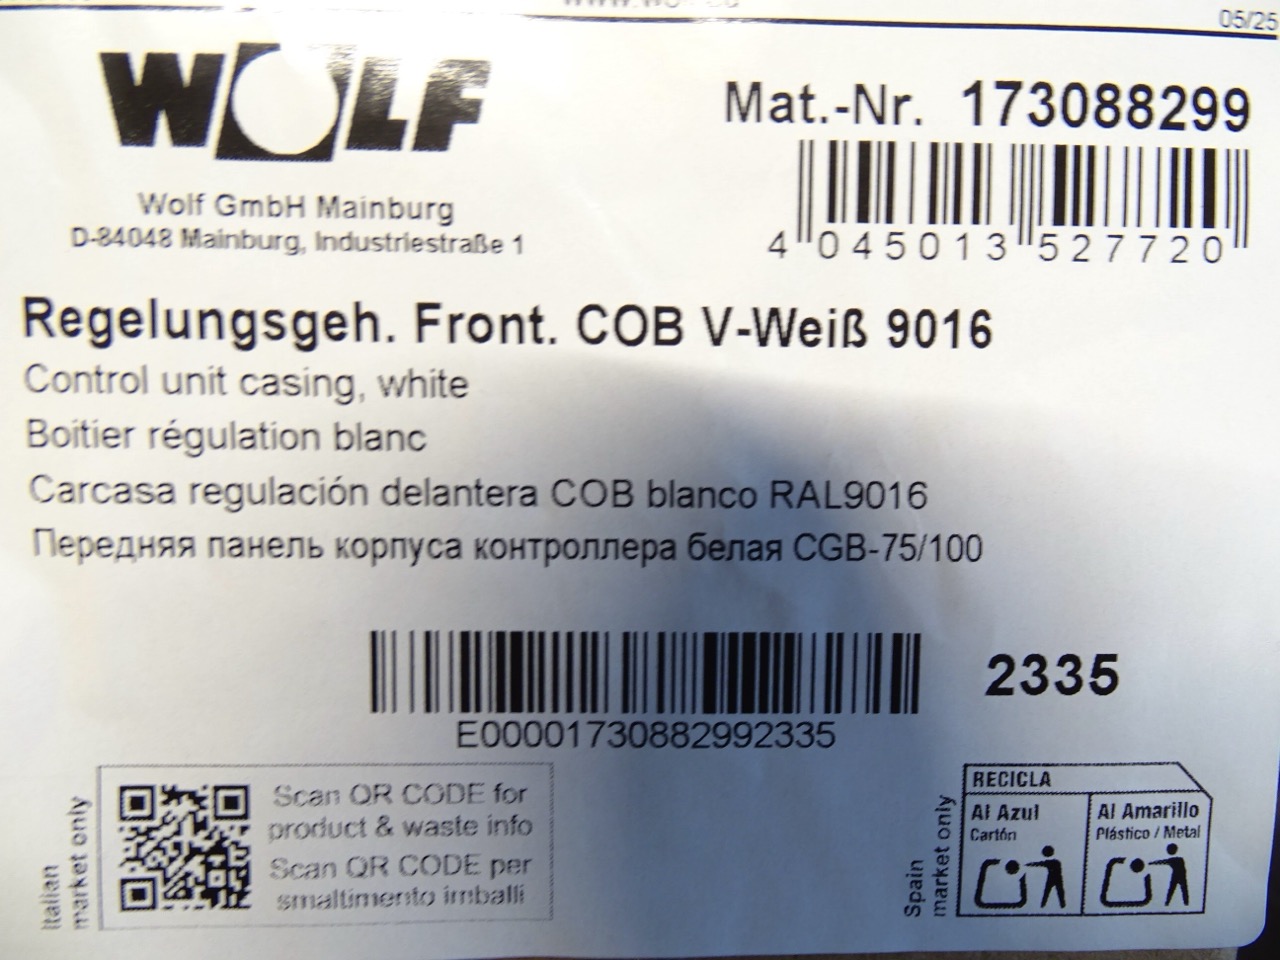 05/25
WOLF
Mat.-Nr. 173088299
4 045013 527720
Wolf GmbH Mainburg
D-84048 Mainburg, Industriestraße 1
Regelungsgeh. Front. COB V-Weiß 9016
Control unit casing, white
Boitier régulation blanc
Carcasa regulación delantera COB blanco RAL9016
Передняя панель корпуса контроллера белая CGB-75/100
2335
E000017308829​92335
Italian
market only
Scan QR CODE for
product & waste info
Scan QR CODE per
smaltimento imballi
Spain
market only
RECICLA
Al Azul
Cartón
Al Amarillo
Plástico / Metal